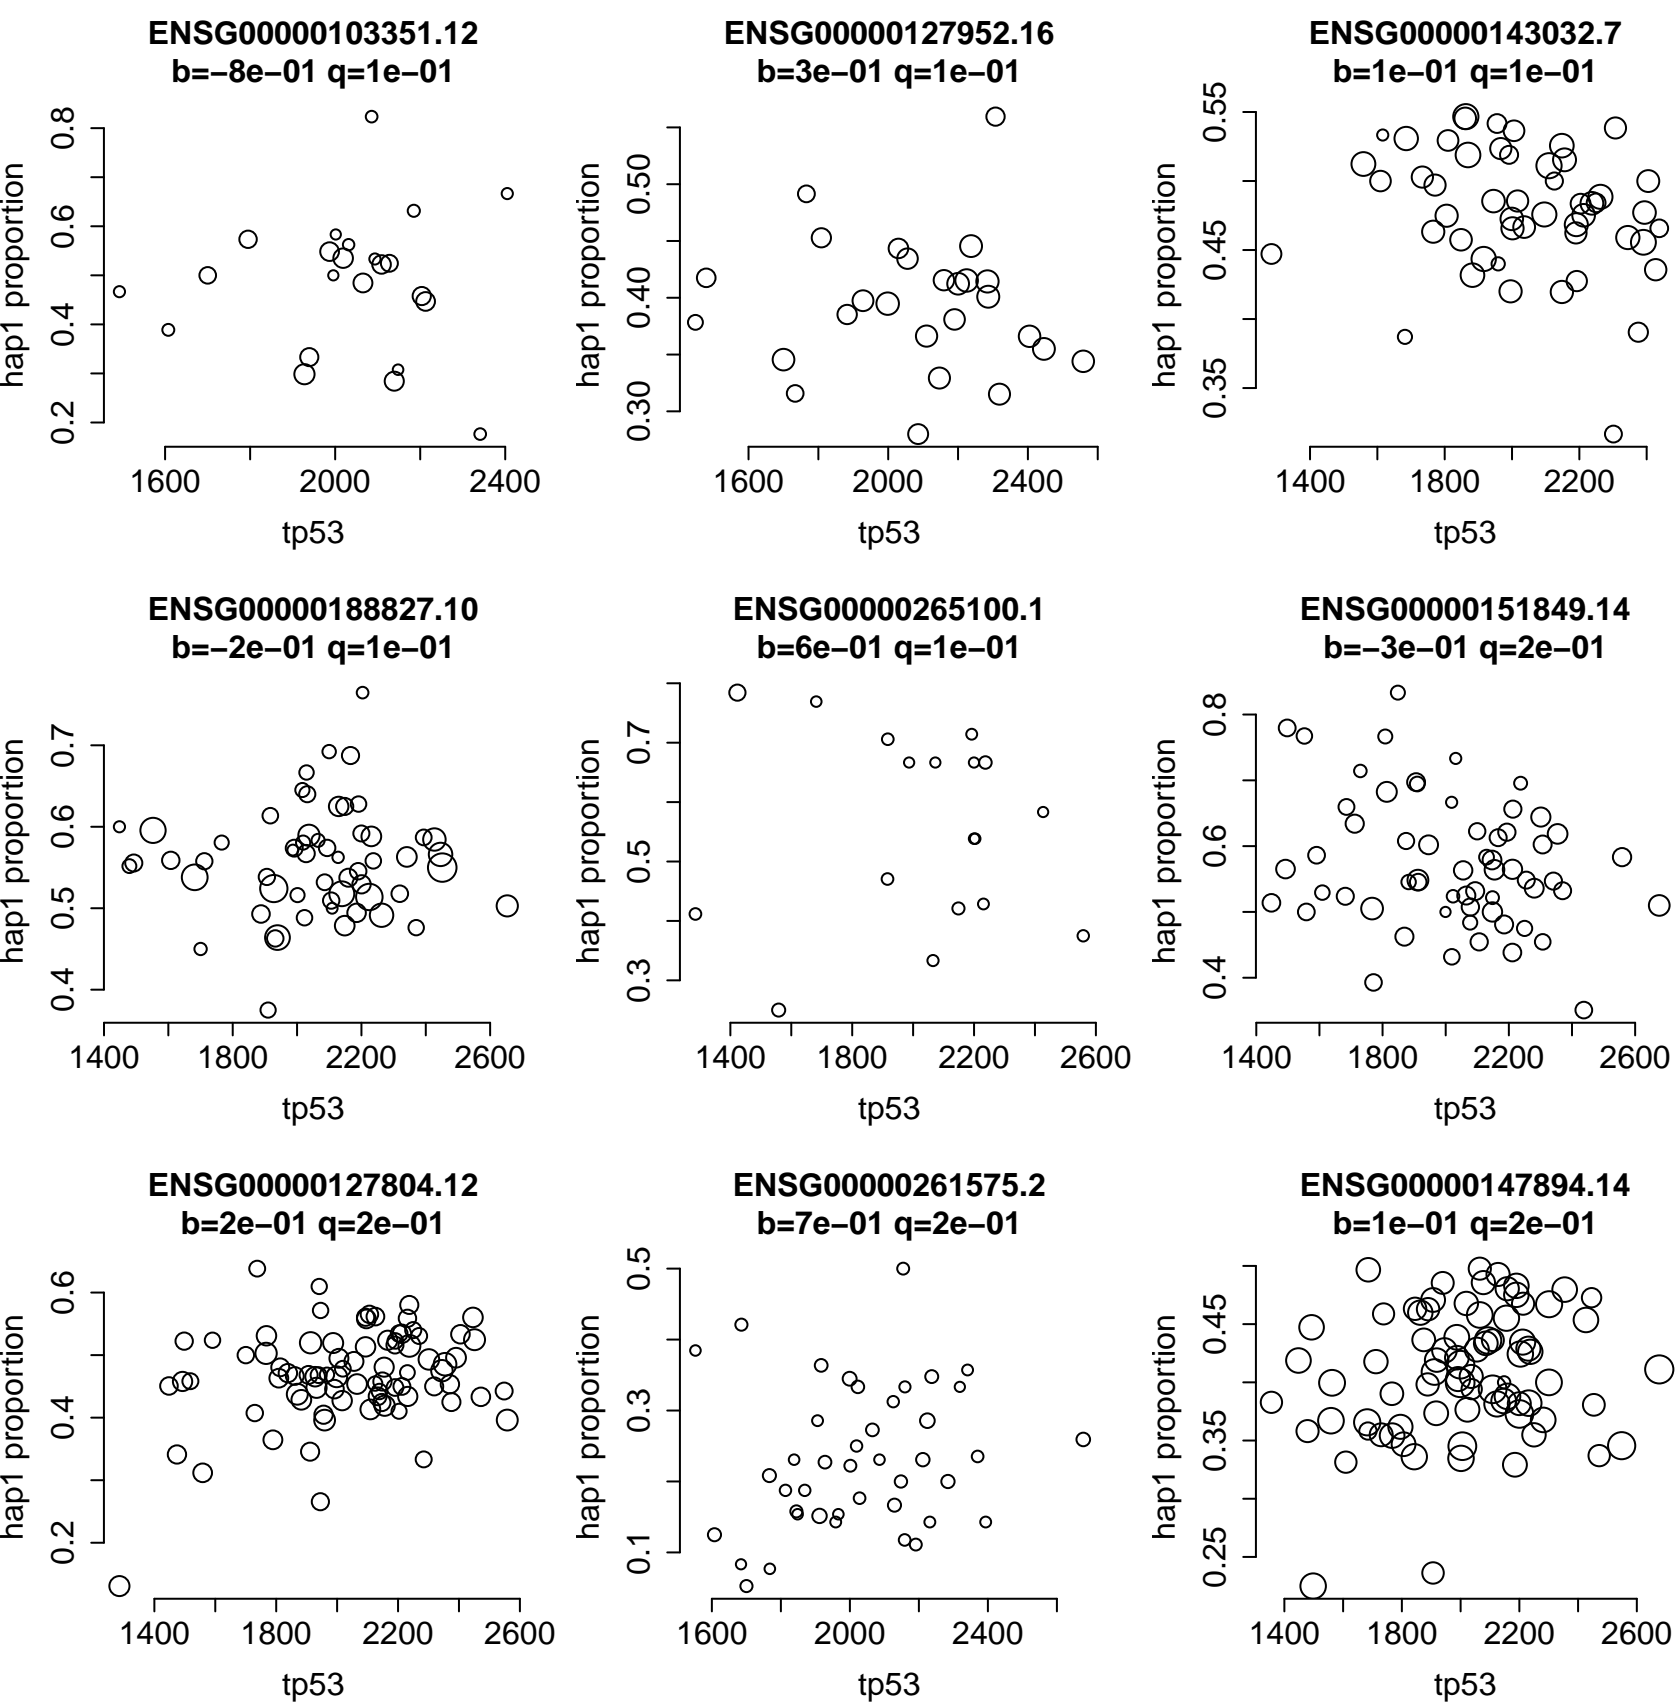 ENSG00000103351.12
b=−8e−01 q=1e−01
hap1 proportion
0.8
0.6
0.4
0.2
1600 2000 2400
tp53
ENSG00000127952.16
b=3e−01 q=1e−01
hap1 proportion
0.50
0.40
0.30
1600 2000 2400
tp53
ENSG00000143032.7
b=1e−01 q=1e−01
hap1 proportion
0.55
0.45
0.35
1400 1800 2200
tp53
ENSG00000188827.10
b=−2e−01 q=1e−01
hap1 proportion
0.7
0.6
0.5
0.4
1400 1800 2200 2600
tp53
ENSG00000265100.1
b=6e−01 q=1e−01
hap1 proportion
0.7
0.5
0.3
1400 1800 2200 2600
tp53
ENSG00000151849.14
b=−3e−01 q=2e−01
hap1 proportion
0.8
0.6
0.4
1400 1800 2200 2600
tp53
ENSG00000127804.12
b=2e−01 q=2e−01
hap1 proportion
0.6
0.4
0.2
1400 1800 2200 2600
tp53
ENSG00000261575.2
b=7e−01 q=2e−01
hap1 proportion
0.5
0.3
0.1
1600 2000 2400
tp53
ENSG00000147894.14
b=1e−01 q=2e−01
hap1 proportion
0.45
0.35
0.25
1400 1800 2200 2600
tp53